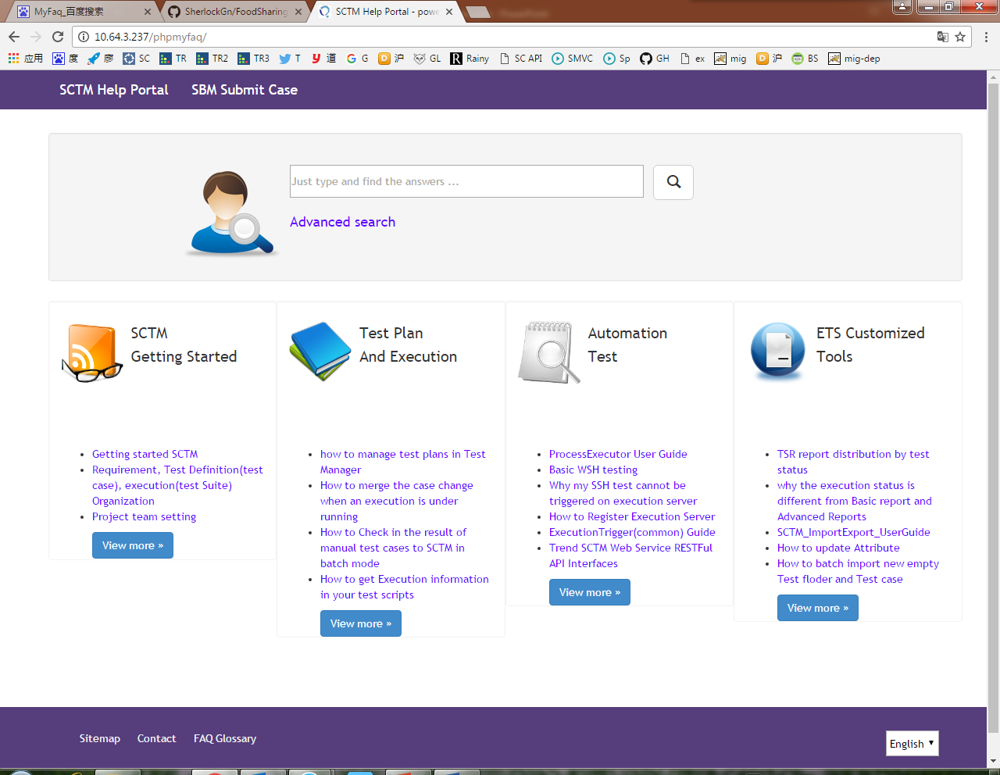 MyFaq_百度搜索
SherlockGn/FoodSharing
SCTM Help Portal - powe
10.64.3.237/phpmyfaq/
应用 度 廖 SC TR TR2 TR3 T 道 G 沪 GL Rainy SC API SMVC Sp GH ex mig 沪 BS mig-dep
SCTM Help Portal SBM Submit Case
Just type and find the answers ...
Advanced search
SCTM
Getting Started
Getting started SCTM
Requirement, Test Definition(test
case), execution(test Suite)
Organization
Project team setting
View more »
Test Plan
And Execution
how to manage test plans in Test
Manager
How to merge the case change
when an execution is under
running
How to Check in the result of
manual test cases to SCTM in
batch mode
How to get Execution information
in your test scripts
View more »
Automation
Test
ProcessExecutor User Guide
Basic WSH testing
Why my SSH test cannot be
triggered on execution server
How to Register Execution Server
ExecutionTrigger(common) Guide
Trend SCTM Web Service RESTFul
API Interfaces
View more »
ETS Customized
Tools
TSR report distribution by test
status
why the execution status is
different from Basic report and
Advanced Reports
SCTM_ImportExport_UserGuide
How to update Attribute
How to batch import new empty
Test floder and Test case
View more »
Sitemap Contact FAQ Glossary
English